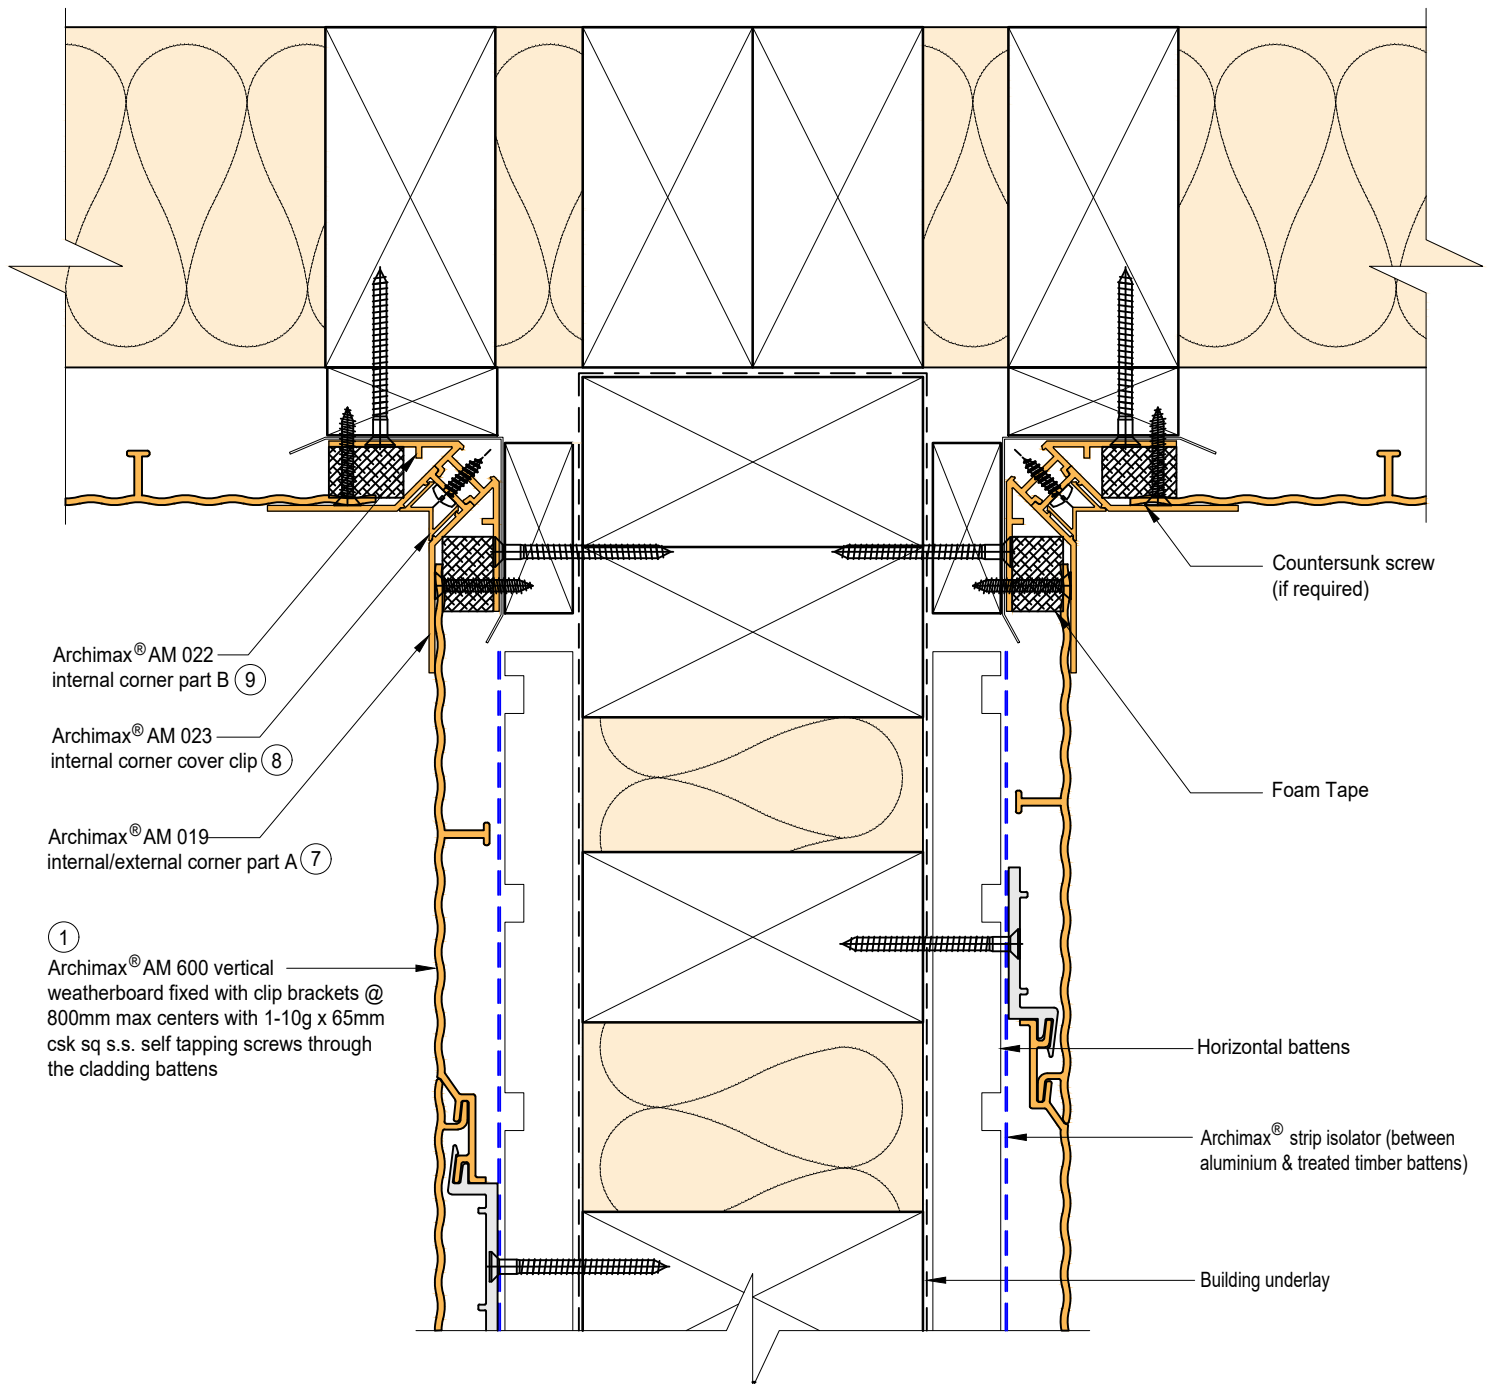 Countersunk screw
(if required)
Archimax® AM 022
internal corner part B 9
Archimax® AM 023
internal corner cover clip 8
Foam Tape
Archimax® AM 019
internal/external corner part A 7
1
Archimax® AM 600 vertical
weatherboard fixed with clip brackets @
800mm max centers with 1-10g x 65mm
csk sq s.s. self tapping screws through
the cladding battens
Horizontal battens
Archimax® strip isolator (between
aluminium & treated timber battens)
Building underlay